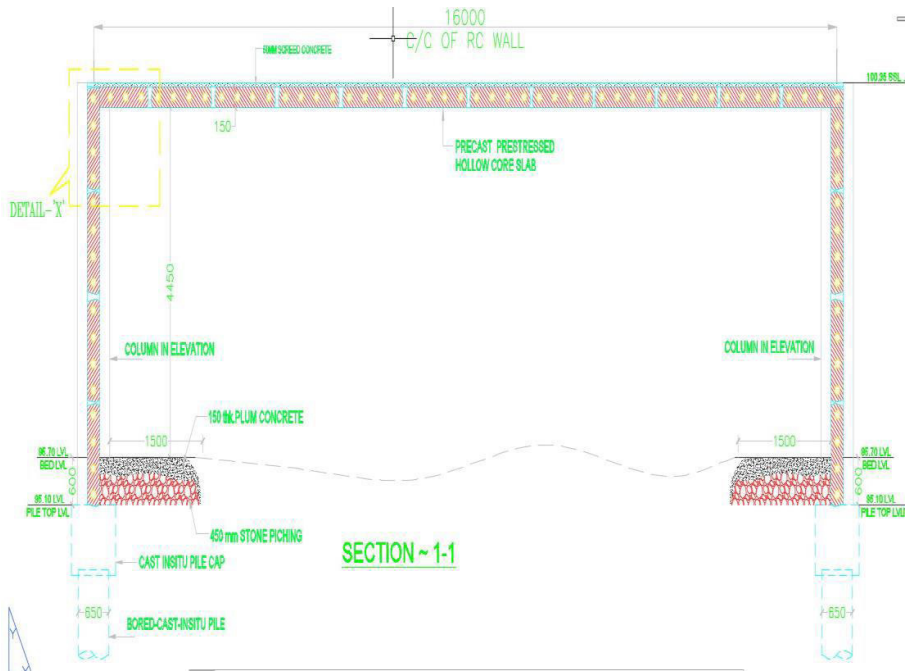 16000
C/C OF RC WALL
50MM SCREED CONCRETE
100.35 SSL
150
PRECAST PRESTRESSED
HOLLOW CORE SLAB
DETAIL-'X'
4450
COLUMN IN ELEVATION
COLUMN IN ELEVATION
150 thk.PLUM CONCRETE
1500
1500
95.70 LVL
BED LVL
95.70 LVL
BED LVL
600
600
95.10 LVL
PILE TOP LVL
95.10 LVL
PILE TOP LVL
450 mm STONE PICHING
SECTION ~ 1-1
CAST INSITU PILE CAP
650
650
BORED-CAST-INSITU PILE